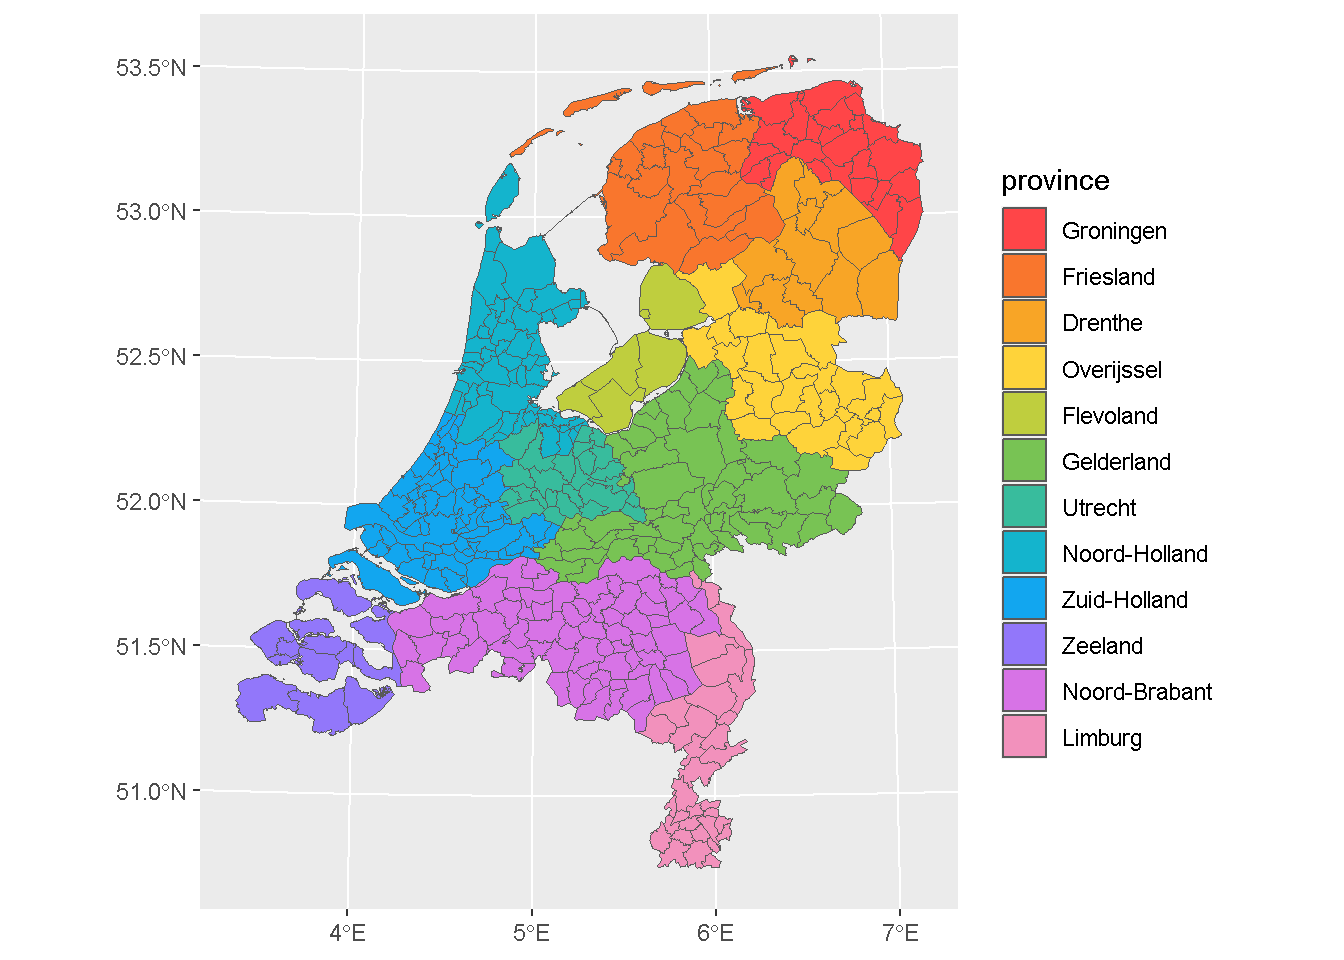 53.5°N
53.0°N
52.5°N
52.0°N
51.5°N
51.0°N
4°E
5°E
6°E
7°E
province
Groningen
Friesland
Drenthe
Overijssel
Flevoland
Gelderland
Utrecht
Noord-Holland
Zuid-Holland
Zeeland
Noord-Brabant
Limburg